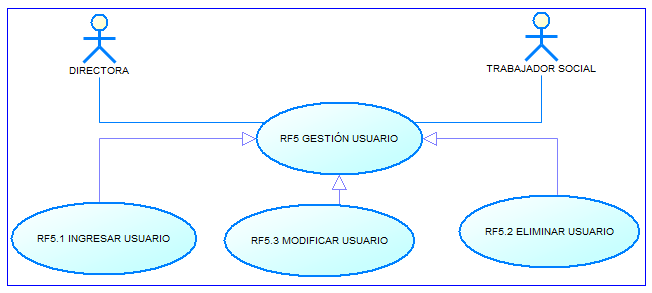 DIRECTORA
TRABAJADOR SOCIAL
RF5 GESTIÓN USUARIO
RF5.1 INGRESAR USUARIO
RF5.3 MODIFICAR USUARIO
RF5.2 ELIMINAR USUARIO